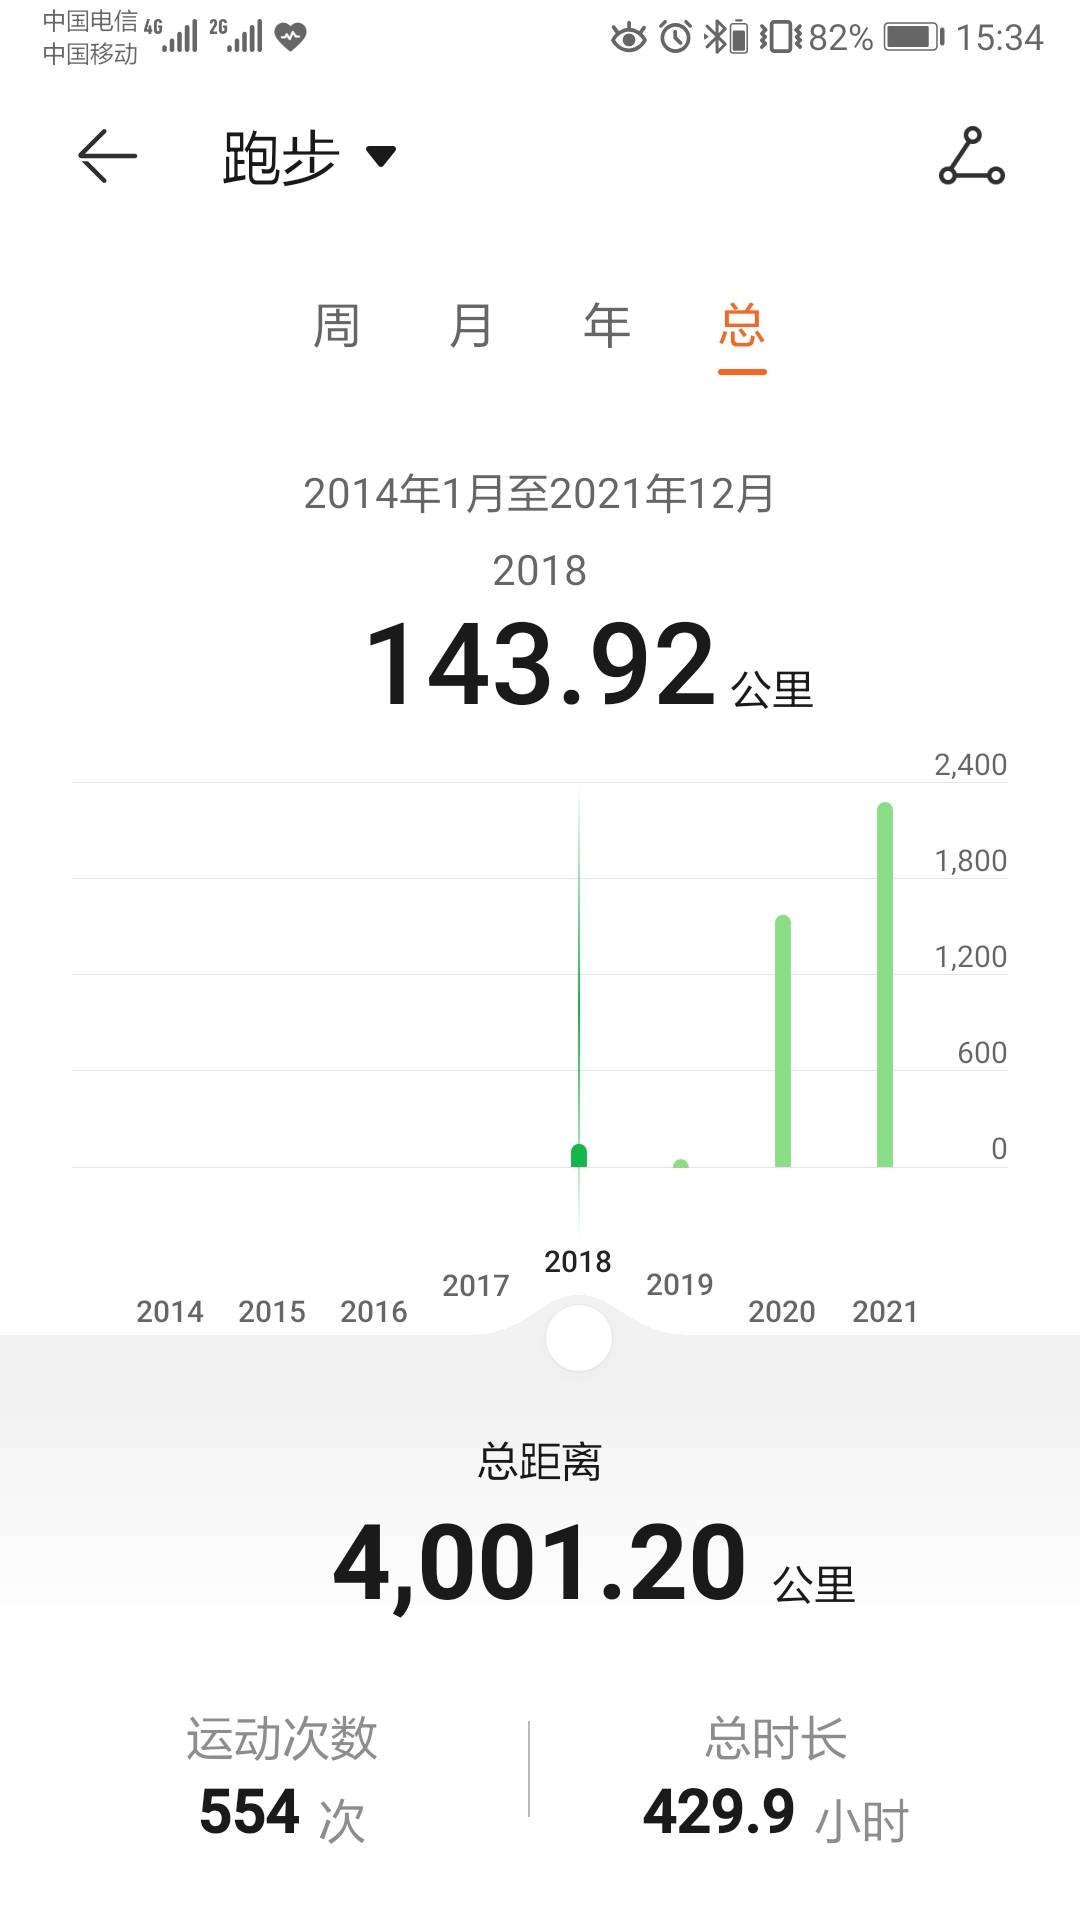 中国电信 4G 2G
中国移动
82% 15:34
跑步
周 月 年 总
2014年1月至2021年12月
2018
143.92 公里
2,400
1,800
1,200
600
0
2014 2015 2016 2017 2018 2019 2020 2021
总距离
4,001.20 公里
运动次数 总时长
554 次 429.9 小时